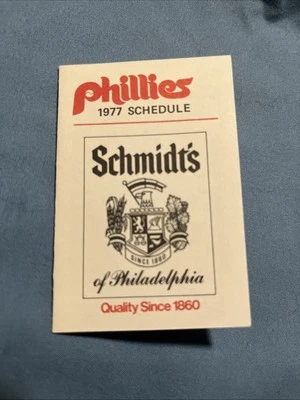 Phillies
1977 SCHEDULE
Schmidt's
SINCE 1860
of Philadelphia
Quality Since 1860